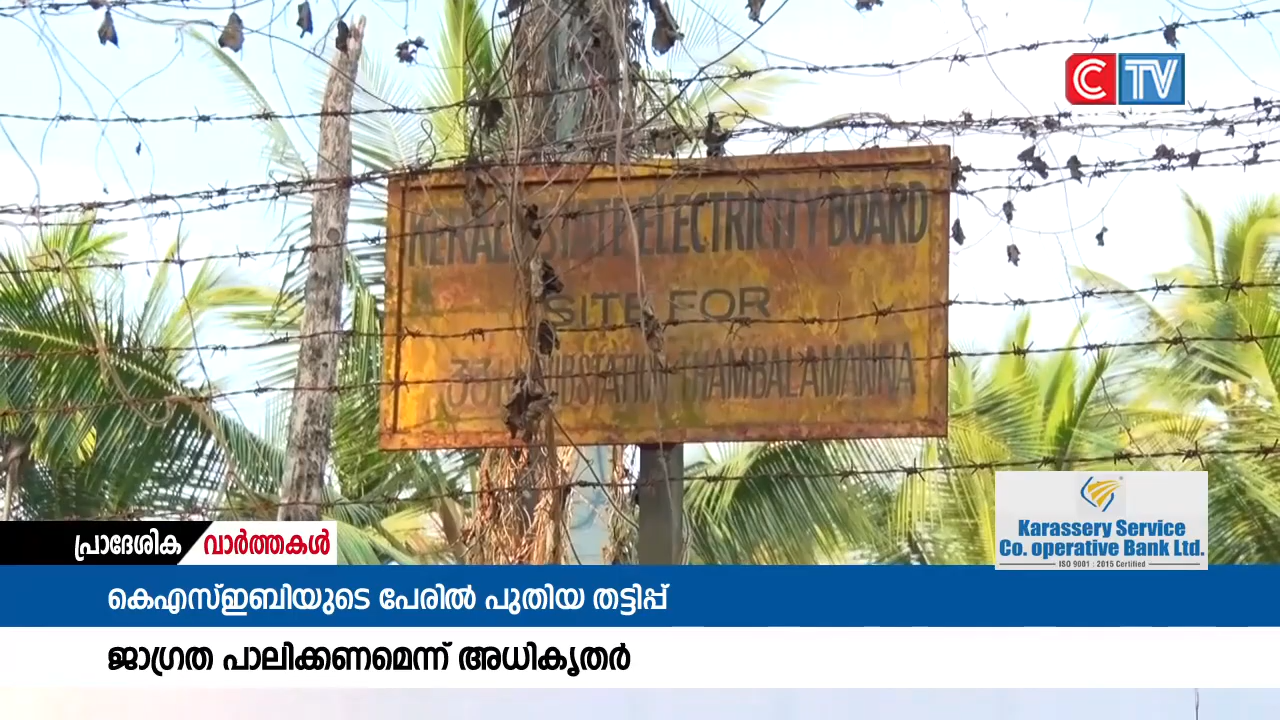 CTV
KERALA STATE ELECTRICITY BOARD
SITE FOR
SUBSTATION THAMBALAMANNA
Karassery Service
Co. operative Bank Ltd.
ISO 9001 : 2015 Certified
പ്രാദേശിക വാർത്തകൾ
കെഎസ്ഇബിയുടെ പേരിൽ പുതിയ തട്ടിപ്പ്
ജാഗ്രത പാലിക്കണമെന്ന് അധികൃതർ